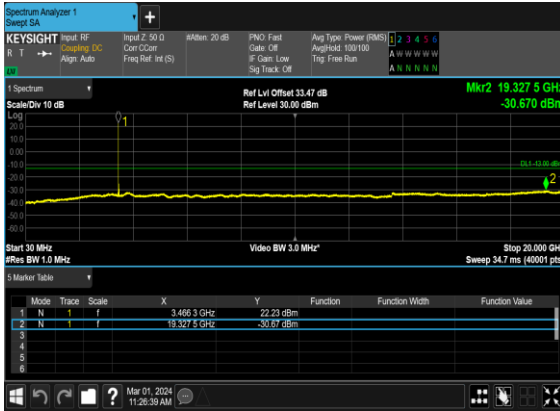 Spectrum Analyzer 1
Swept SA
+
KEYSIGHT Input: RF Input Z: 50 Ω #Atten: 20 dB PNO: Fast Avg Type: Power (RMS) 1 2 3 4 5 6
R T Coupling: DC Corr CCorr Gate: Off Avg|Hold: 100/100 A W W W W W
Align: Auto Freq Ref: Int (S) IF Gain: Low Trig: Free Run
Sig Track: Off A N N N N N
1 Spectrum
Ref Lvl Offset 33.47 dB Mkr2 19.327 5 GHz
Scale/Div 10 dB Ref Level 30.00 dBm -30.670 dBm
Log
20.0
10.0
0.00
-10.0
-20.0
-30.0
-40.0
-50.0
-60.0
1
DL1 -13.00 dBm
2
Start 30 MHz Video BW 3.0 MHz* Stop 20.000 GHz
#Res BW 1.0 MHz Sweep 34.7 ms (40001 pts)
5 Marker Table
Mode Trace Scale X Y Function Function Width Function Value
1 N 1 f 3.466 3 GHz 22.23 dBm
2 N 1 f 19.327 5 GHz -30.67 dBm
3
4
5
6
? Mar 01, 2024
11:26:39 AM